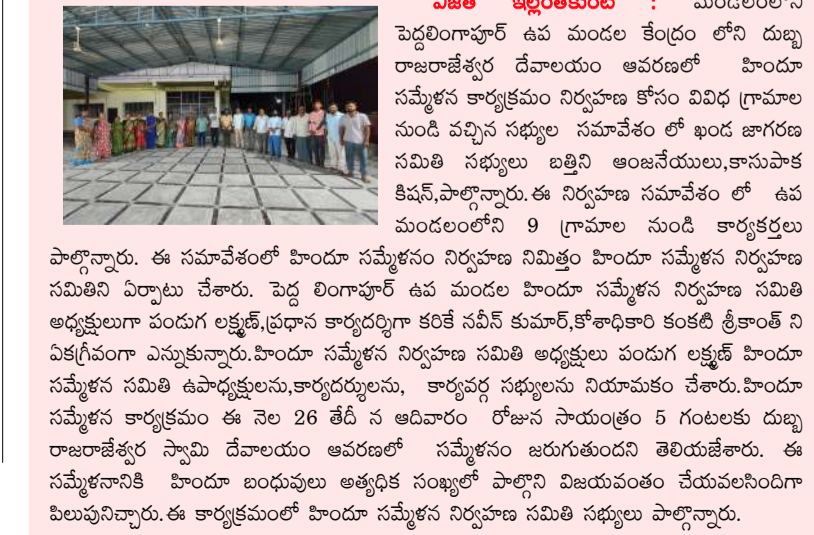 విజేత ఇల్లంతకుంట : మండలంలోని
పెద్దలింగాపూర్ ఉప మండల కేంద్రం లోని దుబ్బ
రాజరాజేశ్వర దేవాలయం ఆవరణలో హిందూ
సమ్మేళన కార్యక్రమం నిర్వహణ కోసం వివిధ గ్రామాల
నుండి వచ్చిన సభ్యుల సమావేశం లో ఖండ జాగరణ
సమితి సభ్యులు బత్తిని ఆంజనేయులు,కాసుపాక
కిషన్,పాల్గొన్నారు.ఈ నిర్వహణ సమావేశం లో ఉప
మండలంలోని 9 గ్రామాల నుండి కార్యకర్తలు
పాల్గొన్నారు. ఈ సమావేశంలో హిందూ సమ్మేళనం నిర్వహణ నిమిత్తం హిందూ సమ్మేళన నిర్వహణ
సమితిని ఏర్పాటు చేశారు. పెద్ద లింగాపూర్ ఉప మండల హిందూ సమ్మేళన నిర్వహణ సమితి
అధ్యక్షులుగా పండుగ లక్ష్మణ్,ప్రధాన కార్యదర్శిగా కరికే నవీన్ కుమార్,కోశాధికారి కంకటి శ్రీకాంత్ ని
ఏకగ్రీవంగా ఎన్నుకున్నారు.హిందూ సమ్మేళన నిర్వహణ సమితి అధ్యక్షులు పండుగ లక్ష్మణ్ హిందూ
సమ్మేళన సమితి ఉపాధ్యక్షులను,కార్యదర్శులను, కార్యవర్గ సభ్యులను నియామకం చేశారు.హిందూ
సమ్మేళన కార్యక్రమం ఈ నెల 26 తేదీ న ఆదివారం రోజున సాయంత్రం 5 గంటలకు దుబ్బ
రాజరాజేశ్వర స్వామి దేవాలయం ఆవరణలో సమ్మేళనం జరుగుతుందని తెలియజేశారు. ఈ
సమ్మేళనానికి హిందూ బంధువులు అత్యధిక సంఖ్యలో పాల్గొని విజయవంతం చేయవలసిందిగా
పిలుపునిచ్చారు.ఈ కార్యక్రమంలో హిందూ సమ్మేళన నిర్వహణ సమితి సభ్యులు పాల్గొన్నారు.